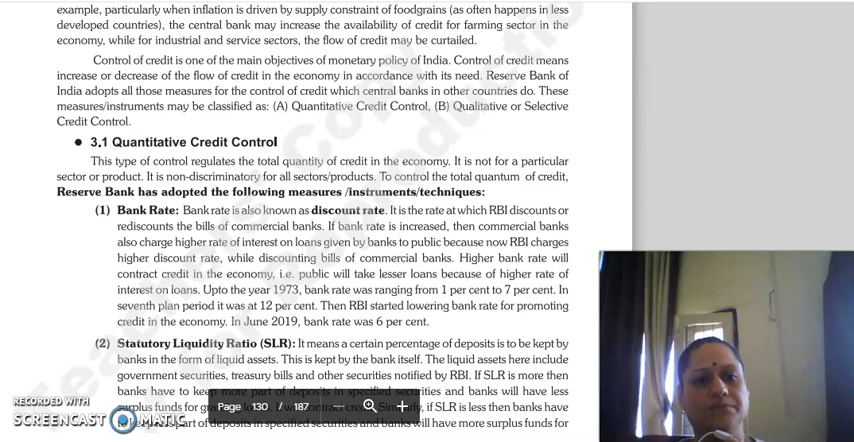 example, particularly when inflation is driven by supply constraint of foodgrains (as often happens in less
developed countries), the central bank may increase the availability of credit for farming sector in the
economy, while for industrial and service sectors, the flow of credit may be curtailed.
Control of credit is one of the main objectives of monetary policy of India. Control of credit means
increase or decrease of the flow of credit in the economy in accordance with its need. Reserve Bank of
India adopts all those measures for the control of credit which central banks in other countries do. These
measures/instruments may be classified as: (A) Quantitative Credit Control, (B) Qualitative or Selective
Credit Control.
• 3.1 Quantitative Credit Control
This type of control regulates the total quantity of credit in the economy. It is not for a particular
sector or product. It is non-discriminatory for all sectors/products. To control the total quantum of credit,
Reserve Bank has adopted the following measures /instruments/techniques:
(1) Bank Rate: Bank rate is also known as discount rate. It is the rate at which RBI discounts or
rediscounts the bills of commercial banks. If bank rate is increased, then commercial banks
also charge higher rate of interest on loans given by banks to public because now RBI charges
higher discount rate, while discounting bills of commercial banks. Higher bank rate will
contract credit in the economy, i.e. public will take lesser loans because of higher rate of
interest on loans. Upto the year 1973, bank rate was ranging from 1 per cent to 7 per cent. In
seventh plan period it was at 12 per cent. Then RBI started lowering bank rate for promoting
credit in the economy. In June 2019, bank rate was 6 per cent.
(2) Statutory Liquidity Ratio (SLR): It means a certain percentage of deposits is to be kept by
banks in the form of liquid assets. This is kept by the bank itself. The liquid assets here include
government securities, treasury bills and other securities notified by RBI. If SLR is more then
banks have to keep more part of deposits in specified securities and banks will have less
surplus funds for if SLR is less then banks have
part of deposits in specified securities and banks will have more surplus funds for
Page 130 / 187 − +
RECORDED WITH
SCREENCAST MATIC
Teachers' Copy